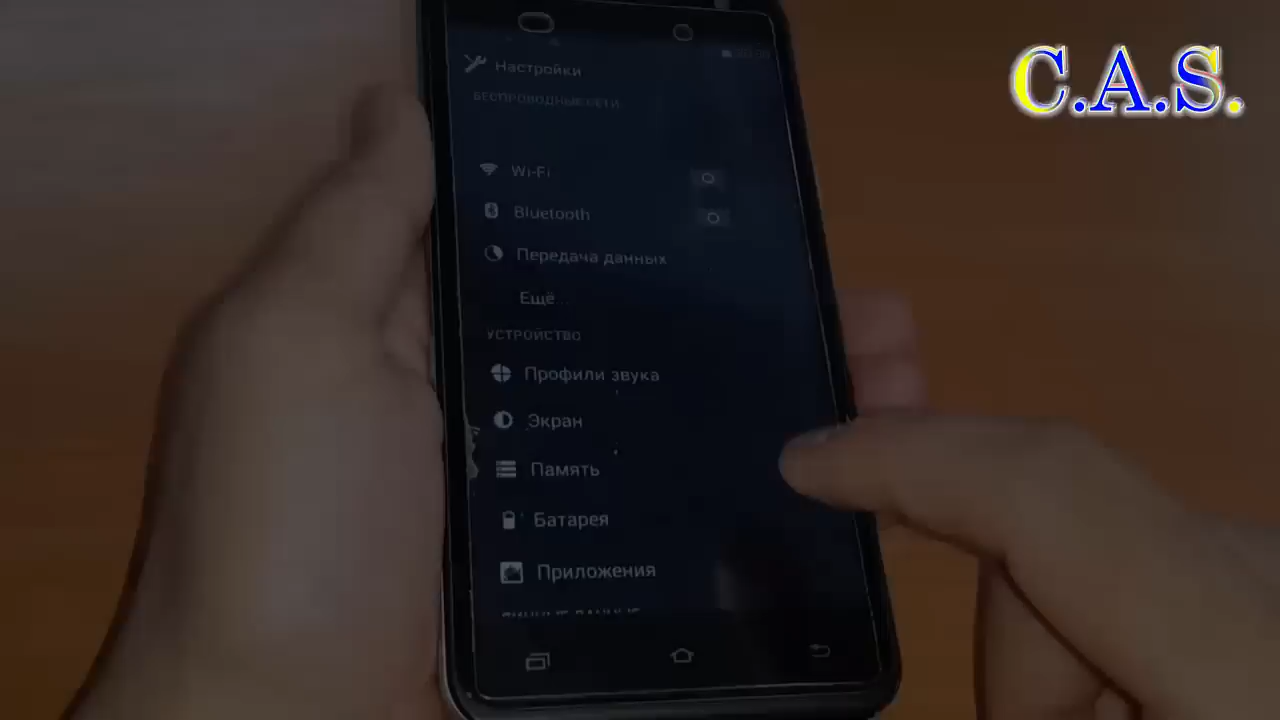 C.A.S.
Настройки
БЕСПРОВОДНЫЕ СЕТИ
Wi-Fi
Bluetooth
Передача данных
Ещё...
УСТРОЙСТВО
Профили звука
Экран
Память
Батарея
Приложения